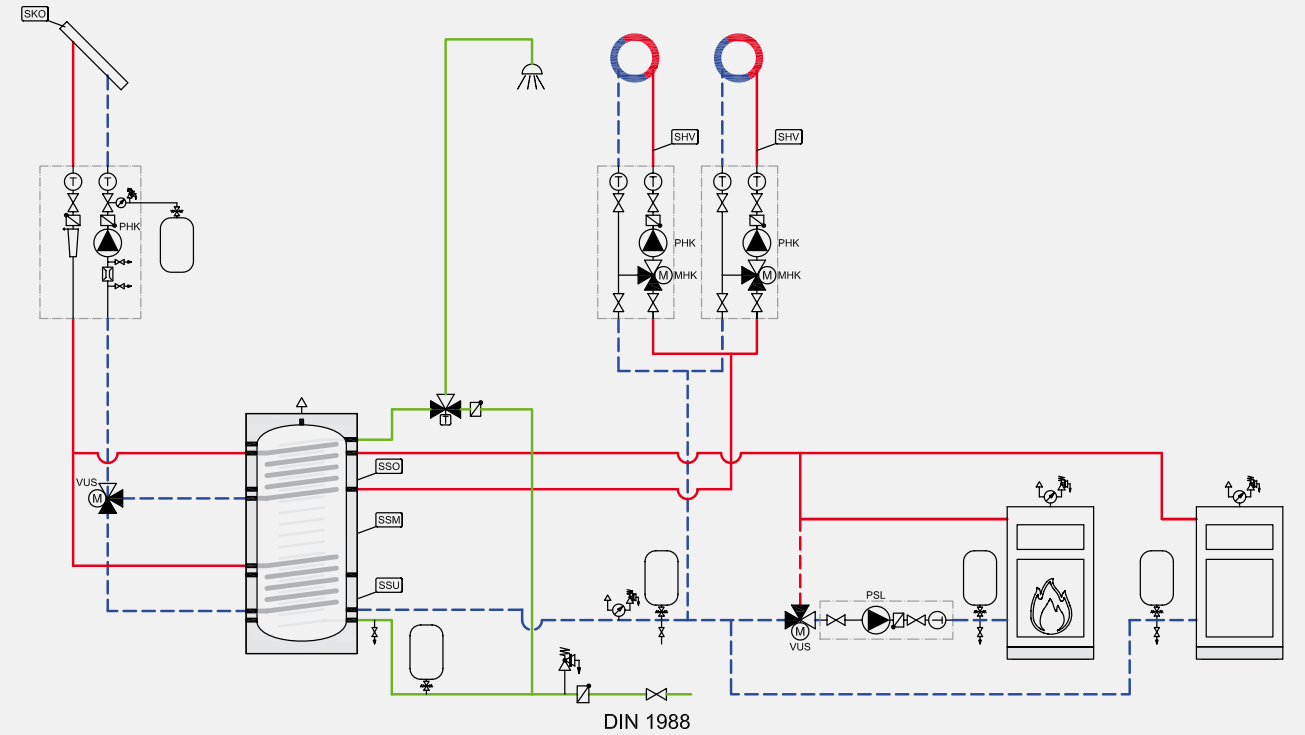 SKO
SHV
SHV
T
T
T
T
T
T
PHK
PHK
PHK
M
MHK
M
MHK
T
SSO
VUS
M
SSM
SSU
PSL
T
M
VUS
DIN 1988